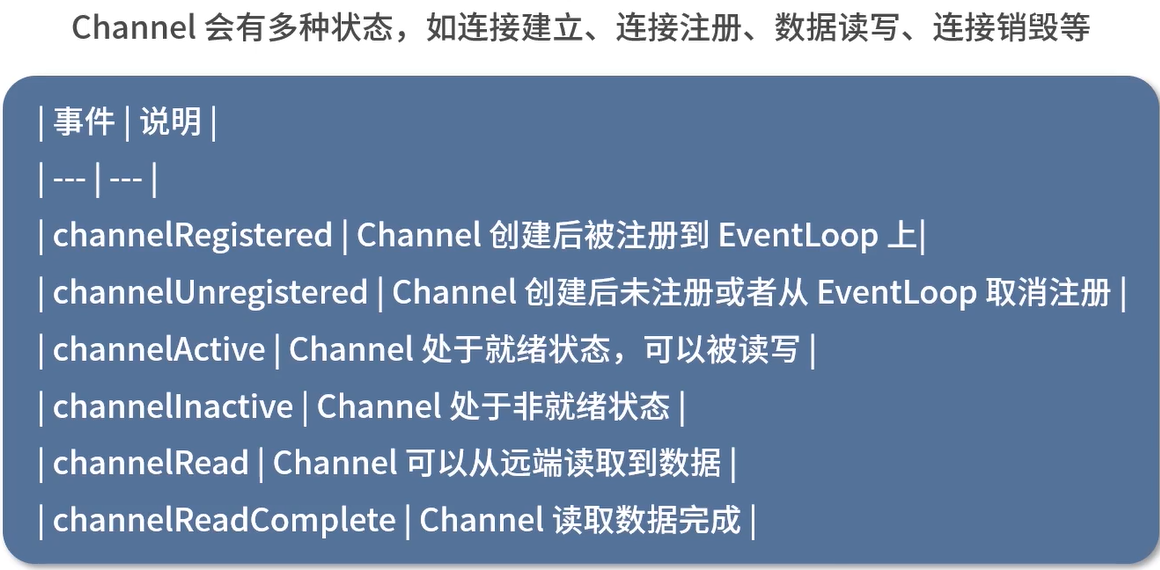 Channel 会有多种状态，如连接建立、连接注册、数据读写、连接销毁等
| 事件 | 说明 |
| --- | --- |
| channelRegistered | Channel 创建后被注册到 EventLoop 上|
| channelUnregistered | Channel 创建后未注册或者从 EventLoop 取消注册 |
| channelActive | Channel 处于就绪状态，可以被读写 |
| channelInactive | Channel 处于非就绪状态 |
| channelRead | Channel 可以从远端读取到数据 |
| channelReadComplete | Channel 读取数据完成 |